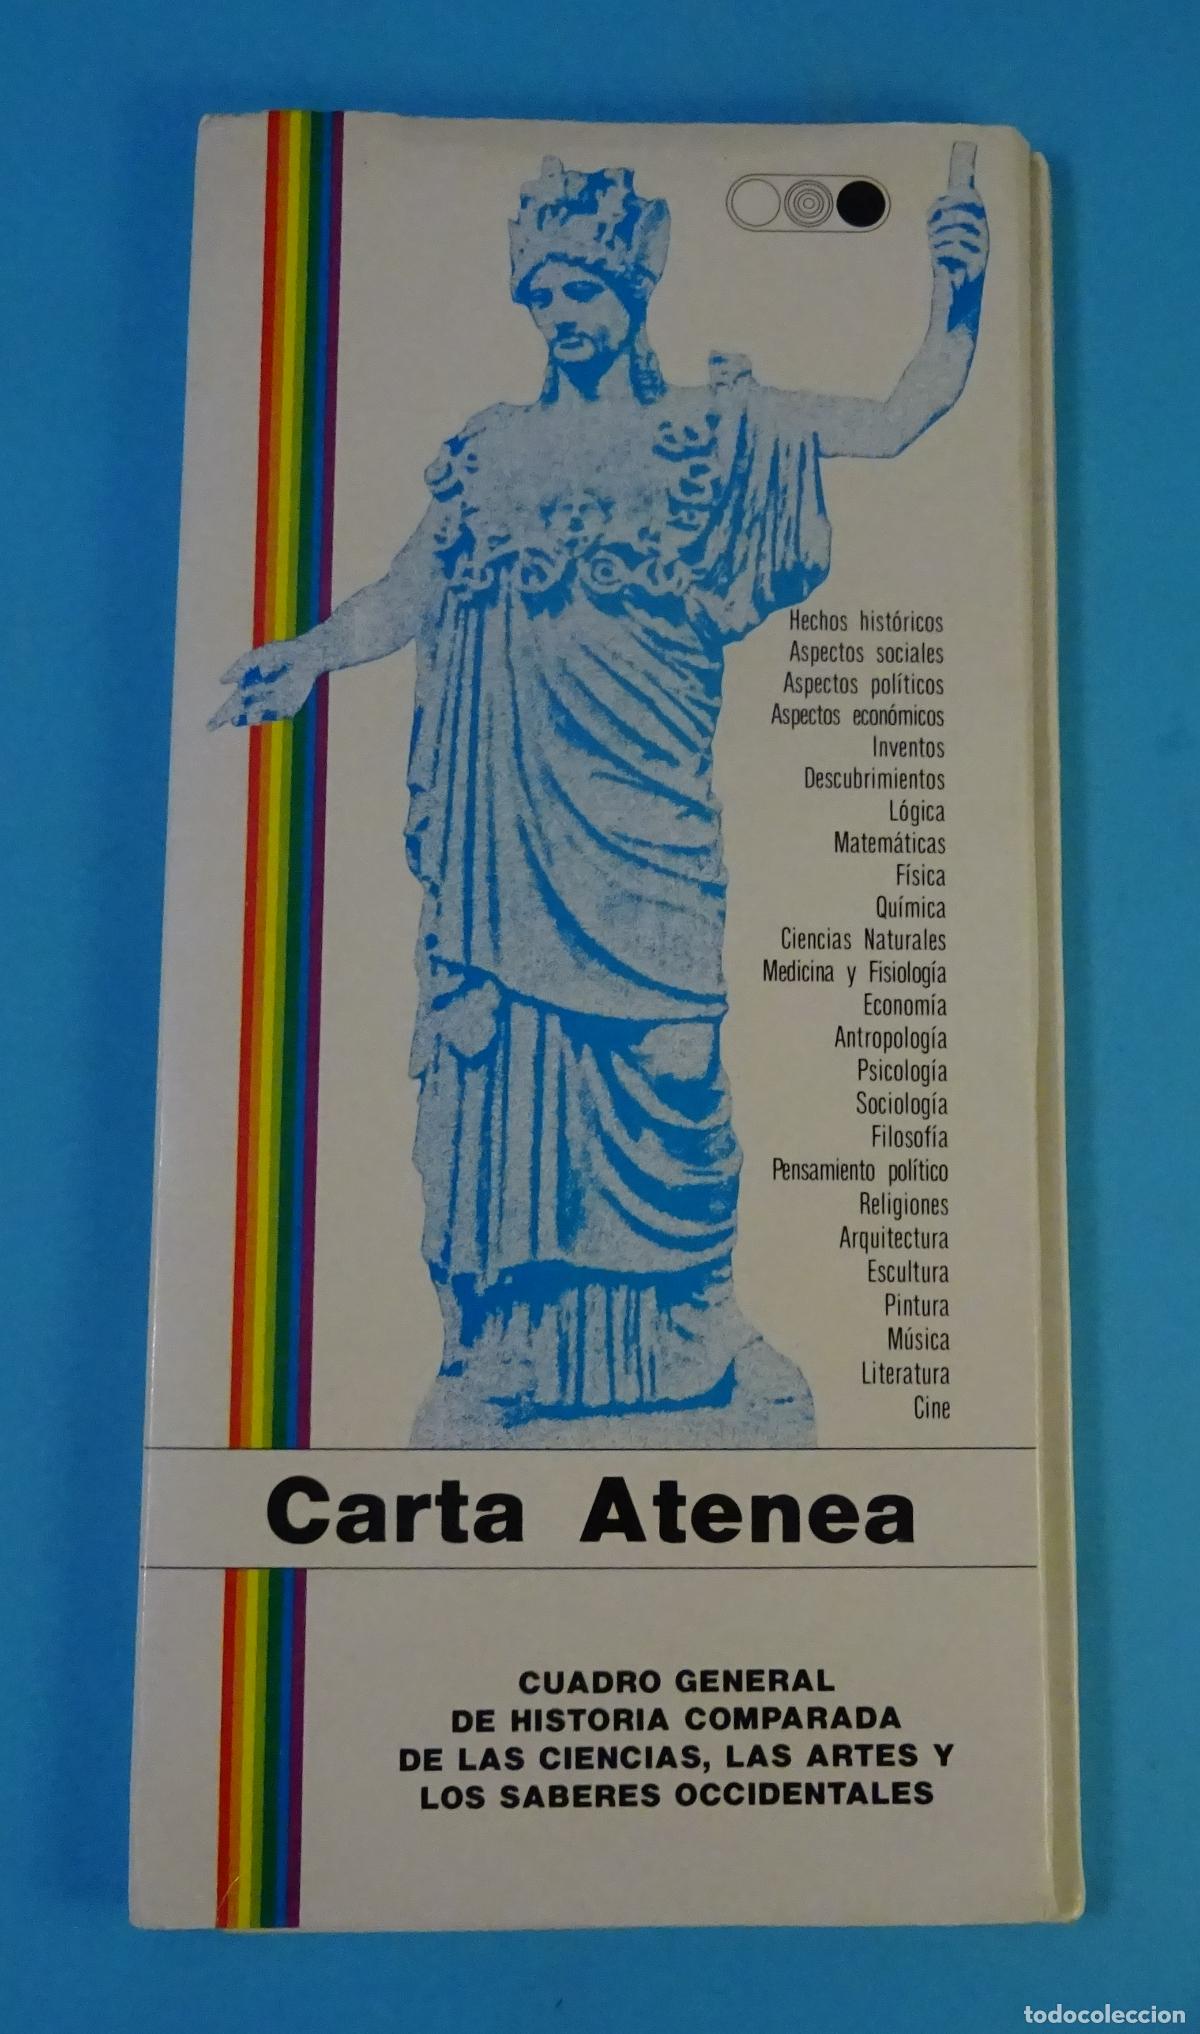 Hechos históricos
Aspectos sociales
Aspectos políticos
Aspectos económicos
Inventos
Descubrimientos
Lógica
Matemáticas
Física
Química
Ciencias Naturales
Medicina y Fisiología
Economía
Antropología
Psicología
Sociología
Filosofía
Pensamiento político
Religiones
Arquitectura
Escultura
Pintura
Música
Literatura
Cine
Carta Atenea
CUADRO GENERAL
DE HISTORIA COMPARADA
DE LAS CIENCIAS, LAS ARTES Y
LOS SABERES OCCIDENTALES
todocoleccion